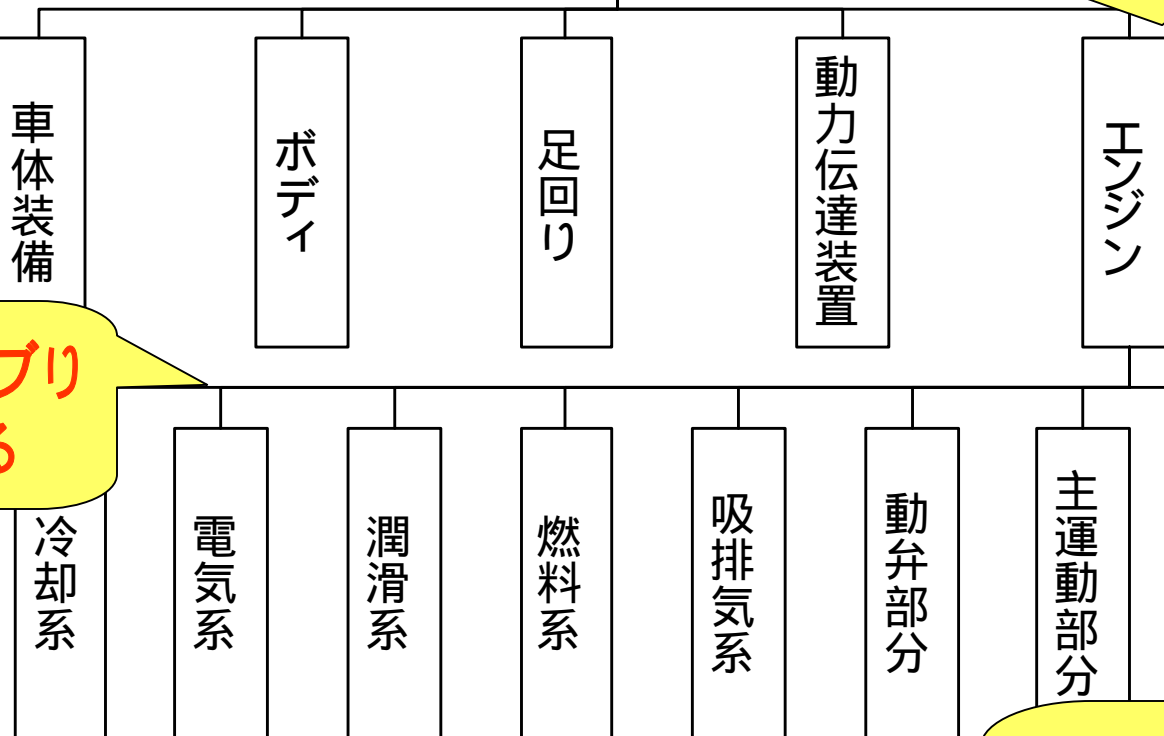 車体装備
ボディ
足回り
動力伝達装置
エンジン
ブリ
る
冷却系
電気系
潤滑系
燃料系
吸排気系
動弁部分
主運動部分